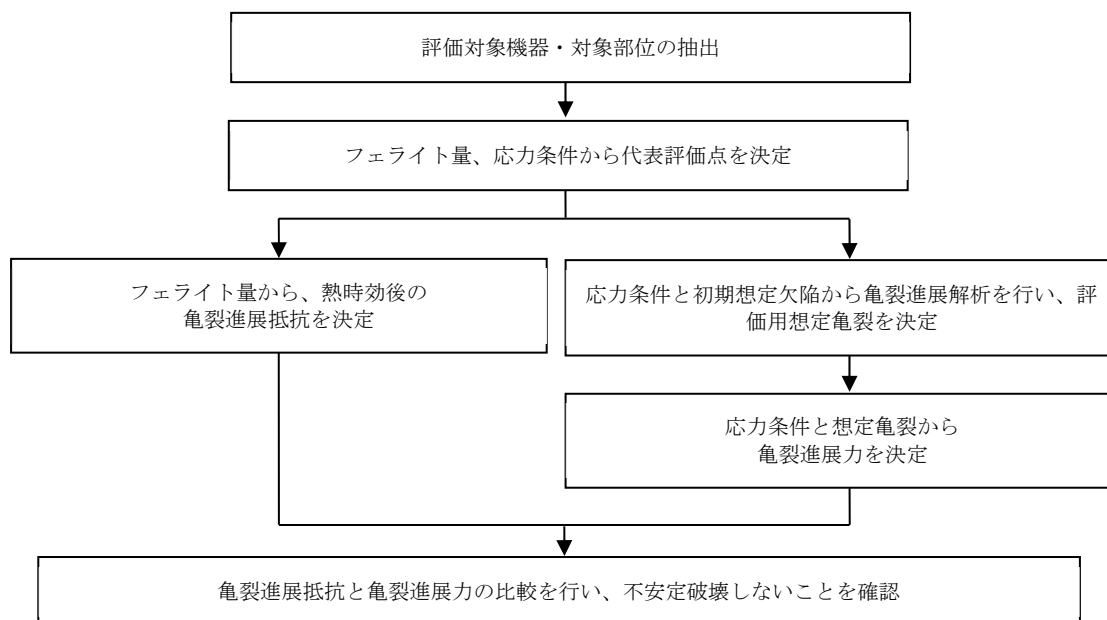 評価対象機器・対象部位の抽出
フェライト量、応力条件から代表評価点を決定
フェライト量から、熱時効後の
亀裂進展抵抗を決定
応力条件と初期想定欠陥から亀裂進展解析を行い、評
価用想定亀裂を決定
応力条件と想定亀裂から
亀裂進展力を決定
亀裂進展抵抗と亀裂進展力の比較を行い、不安定破壊しないことを確認